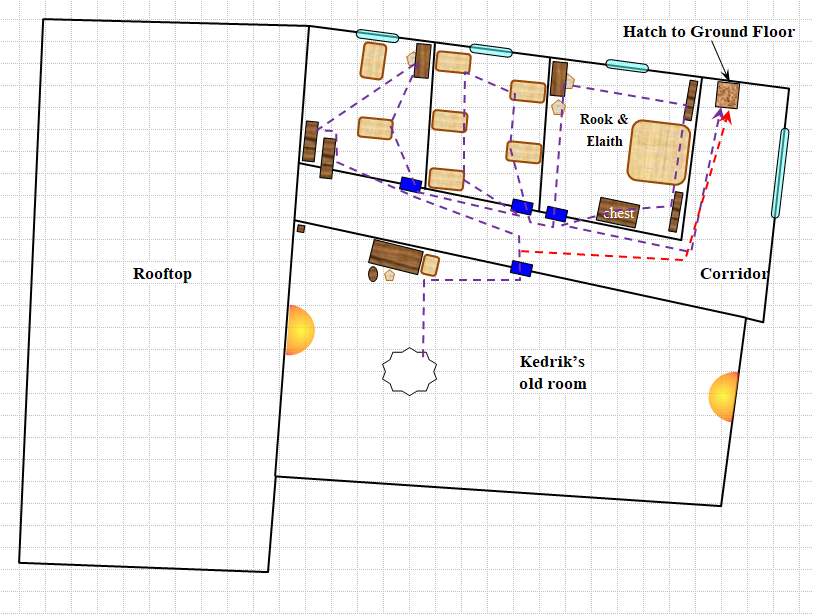 Hatch to Ground Floor
Rook &
Elaith
chest
Rooftop
Corridor
Kedrik’s
old room